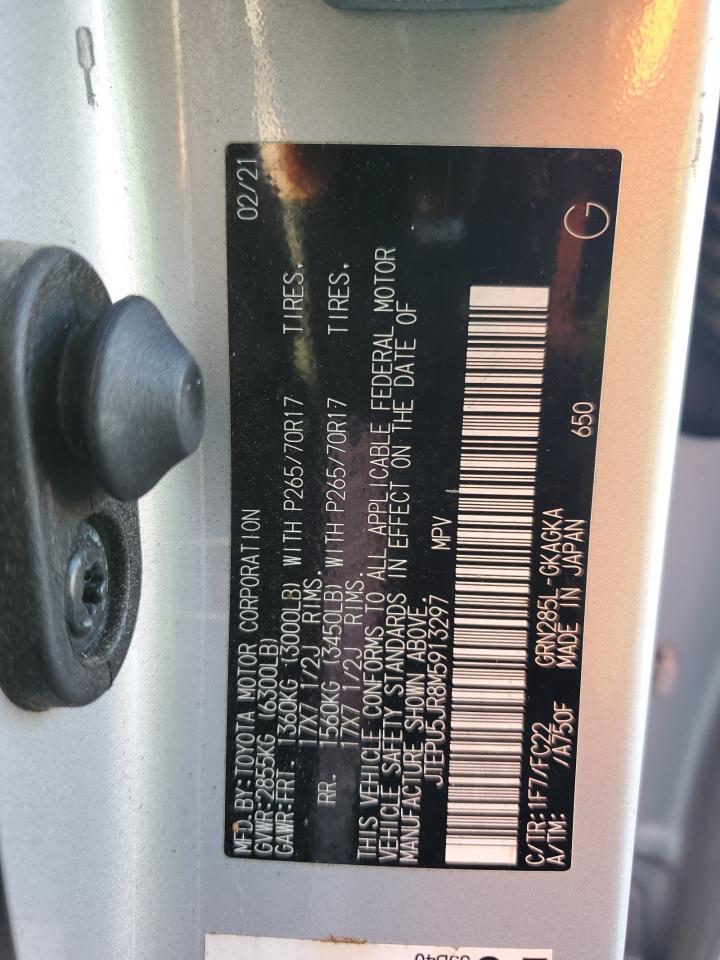 MFD.BY:TOYOTA MOTOR CORPORATION 02/21
GVWR:2855KG (6300LB)
GAWR:FRT. 1360KG (3000LB) WITH P265/70R17 TIRES,
17X7 1/2J RIMS.
RR. 1560KG (3450LB) WITH P265/70R17 TIRES,
17X7 1/2J RIMS.
THIS VEHICLE CONFORMS TO ALL APPLICABLE FEDERAL MOTOR
VEHICLE SAFETY STANDARDS IN EFFECT ON THE DATE OF
MANUFACTURE SHOWN ABOVE.
JTEPU5JR8M5913297 MPV
C/TR:1F7/FC22 GRN285L-GKAGKA 650 G
A/TM: /A750F MADE IN JAPAN